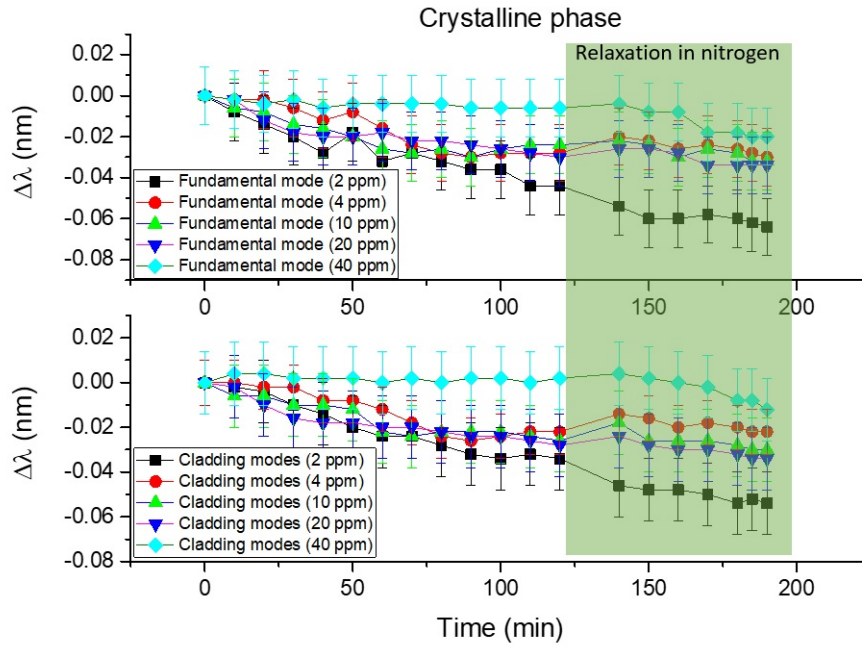 Crystalline phase
Relaxation in nitrogen
0.02
0.00
-0.02
-0.04
-0.06
-0.08
Δλ (nm)
Fundamental mode (2 ppm)
Fundamental mode (4 ppm)
Fundamental mode (10 ppm)
Fundamental mode (20 ppm)
Fundamental mode (40 ppm)
0 50 100 150 200
0.02
0.00
-0.02
-0.04
-0.06
-0.08
Δλ (nm)
Cladding modes (2 ppm)
Cladding modes (4 ppm)
Cladding modes (10 ppm)
Cladding modes (20 ppm)
Cladding modes (40 ppm)
0 50 100 150 200
Time (min)